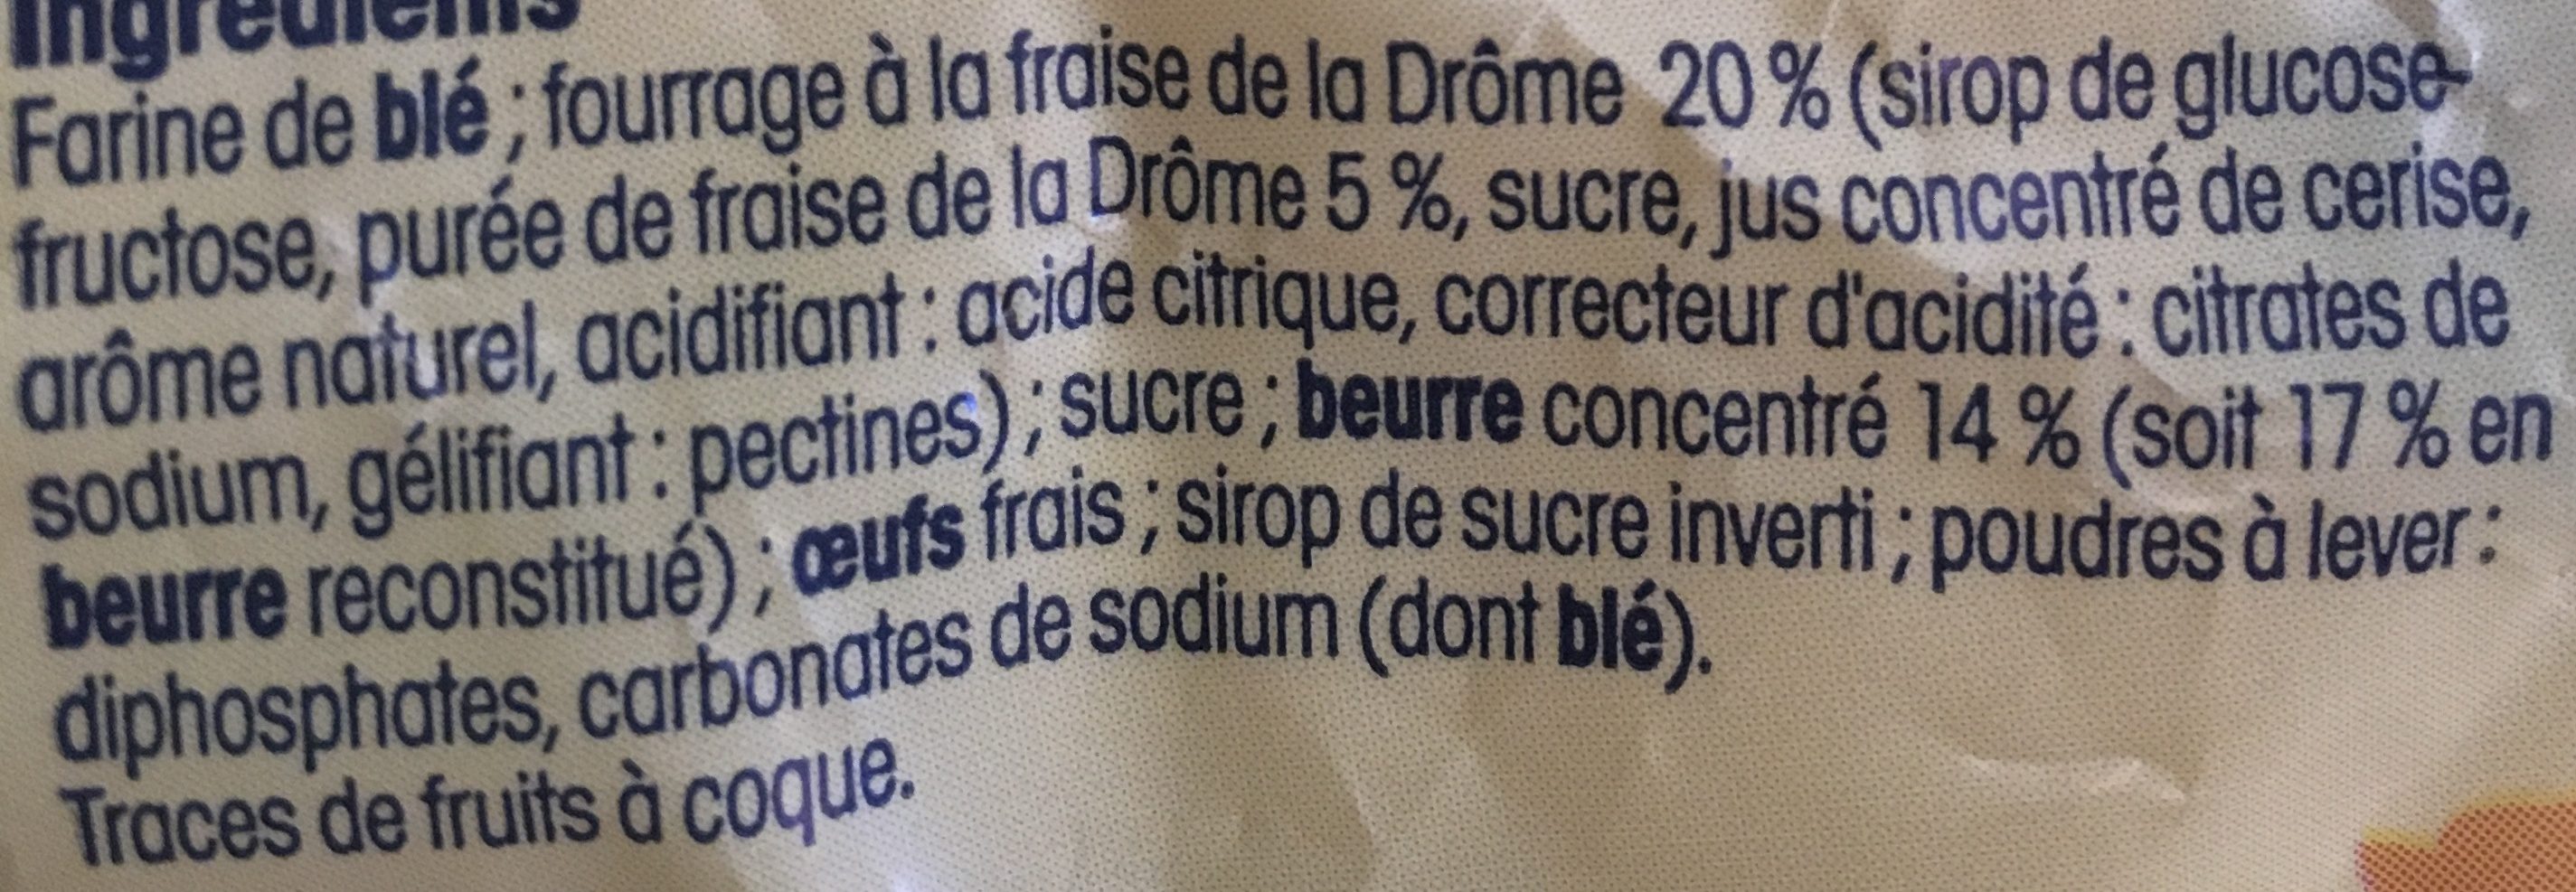 Ingrédients
Farine de blé ; fourrage à la fraise de la Drôme 20 % (sirop de glucose-
fructose, purée de fraise de la Drôme 5 %, sucre, jus concentré de cerise,
arôme naturel, acidifiant : acide citrique, correcteur d'acidité : citrates de
sodium, gélifiant : pectines) ; sucre ; beurre concentré 14 % (soit 17 % en
beurre reconstitué) ; œufs frais ; sirop de sucre inverti ; poudres à lever :
diphosphates, carbonates de sodium (dont blé).
Traces de fruits à coque.